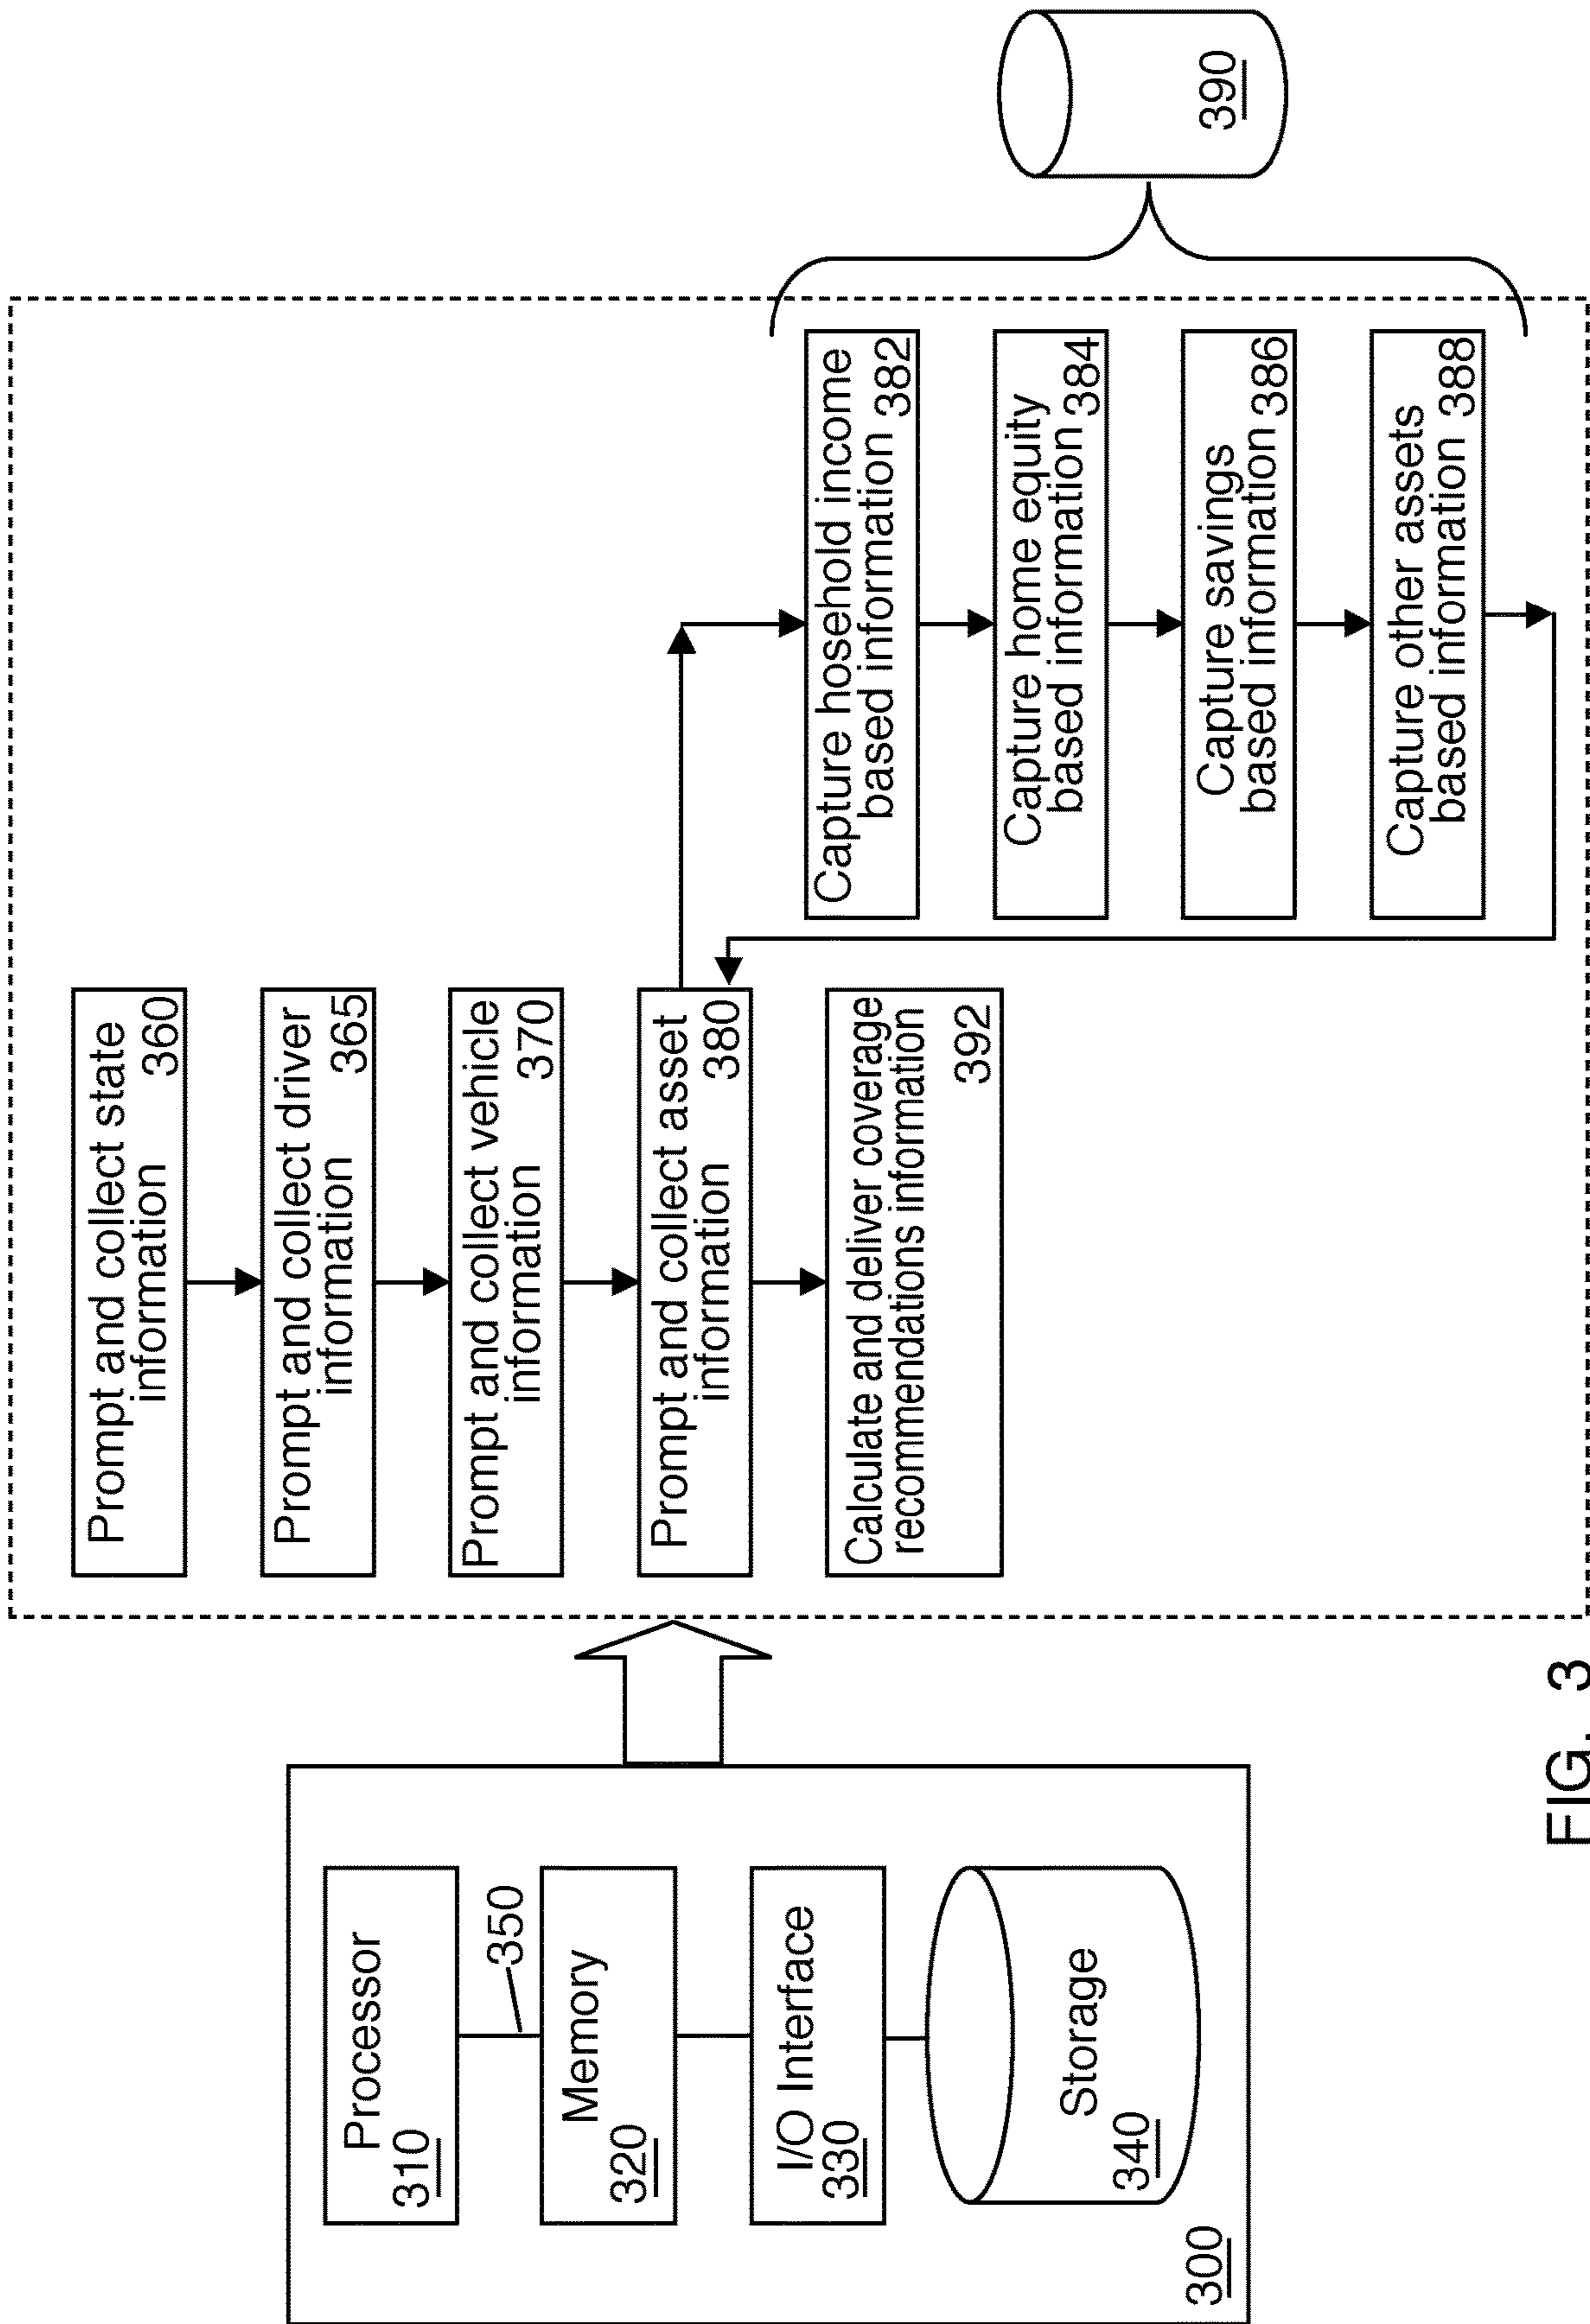 Processor
310
350
Memory
320
I/O Interface
330
Storage
340
300
Prompt and collect state
information 360
Prompt and collect driver
information 365
Prompt and collect vehicle
information 370
Prompt and collect asset
information 380
Calculate and deliver coverage
recommendations information
392
Capture hosehold income
based information 382
Capture home equity
based information 384
Capture savings
based information 386
Capture other assets
based information 388
390
FIG. 3